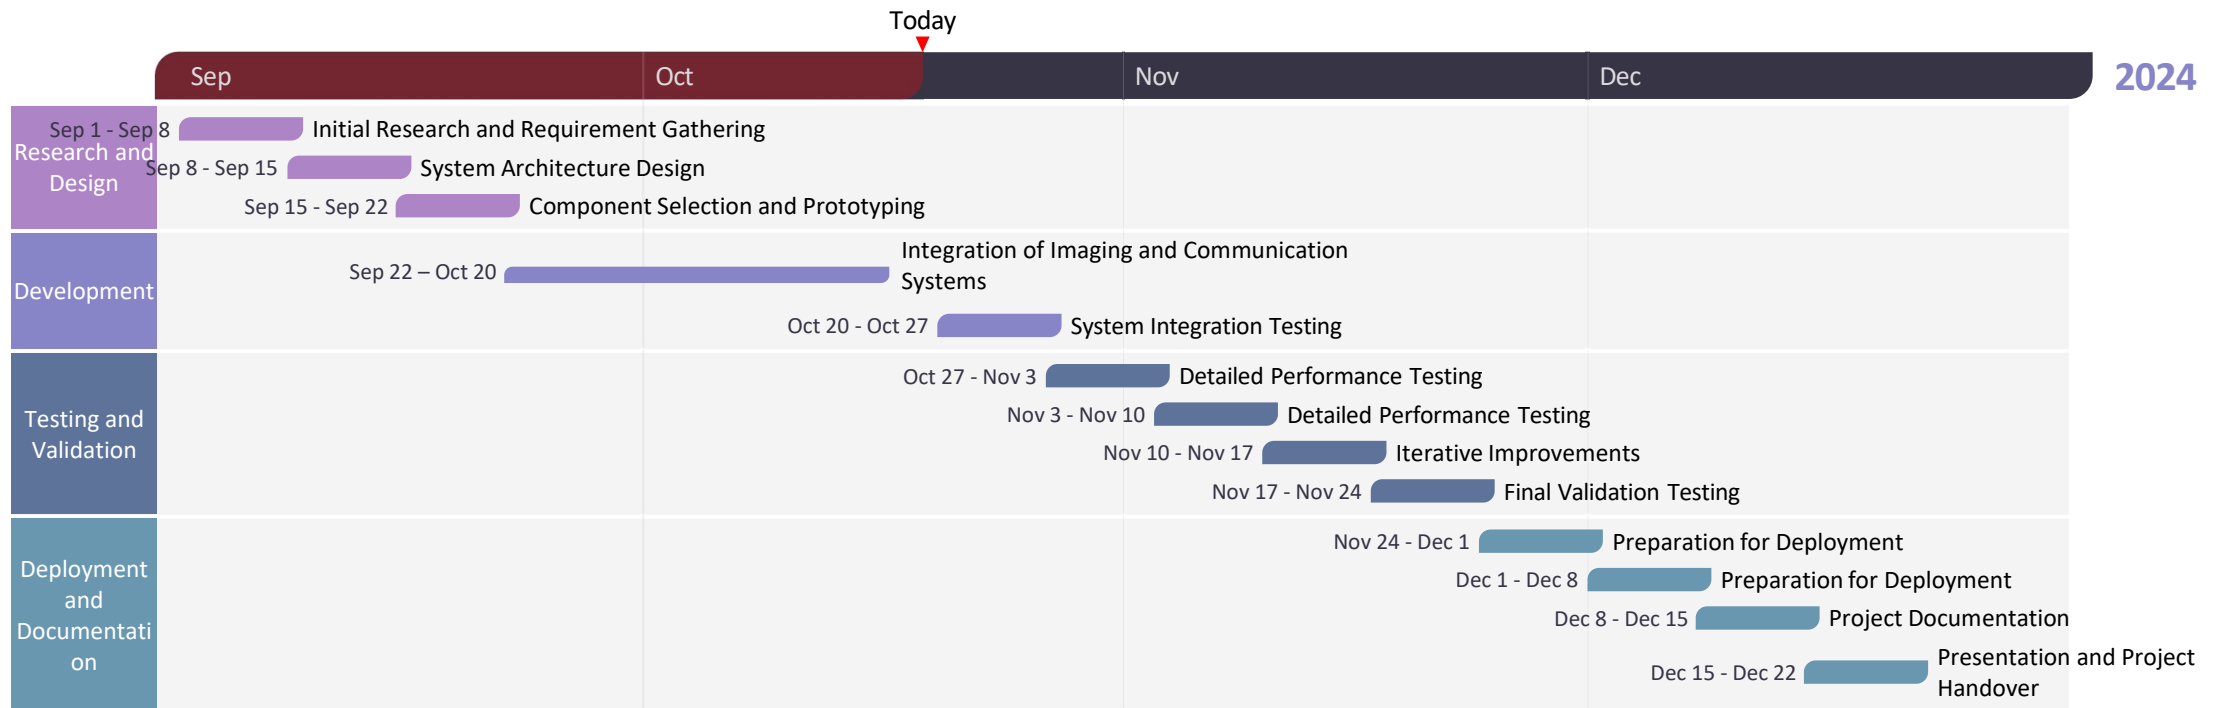 Today
Sep
Oct
Nov
Dec
2024
Research and
Design
Sep 1 - Sep 8
Initial Research and Requirement Gathering
Sep 8 - Sep 15
System Architecture Design
Sep 15 - Sep 22
Component Selection and Prototyping
Development
Sep 22 – Oct 20
Integration of Imaging and Communication
Systems
Oct 20 - Oct 27
System Integration Testing
Testing and
Validation
Oct 27 - Nov 3
Detailed Performance Testing
Nov 3 - Nov 10
Detailed Performance Testing
Nov 10 - Nov 17
Iterative Improvements
Nov 17 - Nov 24
Final Validation Testing
Deployment
and
Documentati
on
Nov 24 - Dec 1
Preparation for Deployment
Dec 1 - Dec 8
Preparation for Deployment
Dec 8 - Dec 15
Project Documentation
Dec 15 - Dec 22
Presentation and Project
Handover